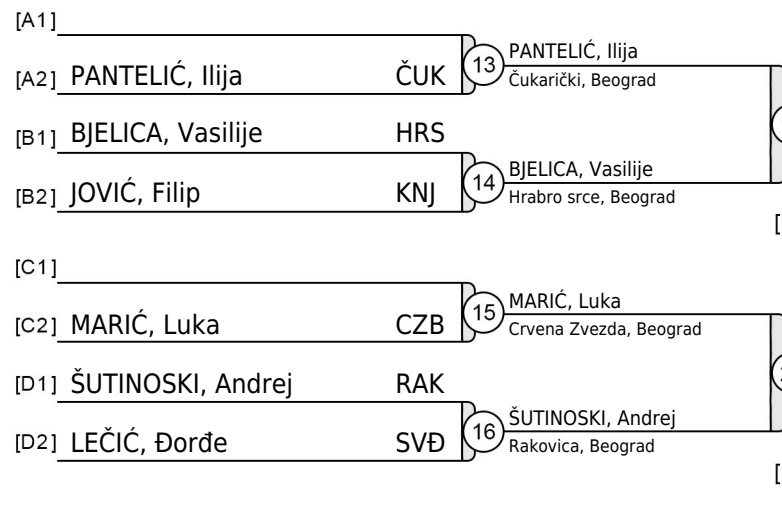 [A1]
[A2] PANTELIĆ, Ilija ČUK
13
PANTELIĆ, Ilija
Čukarički, Beograd
[B1] BJELICA, Vasilije HRS
[B2] JOVIĆ, Filip KNJ
14
BJELICA, Vasilije
Hrabro srce, Beograd
[
[C1]
[C2] MARIĆ, Luka CZB
15
MARIĆ, Luka
Crvena Zvezda, Beograd
[D1] ŠUTINOSKI, Andrej RAK
[D2] LEČIĆ, Đorđe SVĐ
16
ŠUTINOSKI, Andrej
Rakovica, Beograd
[